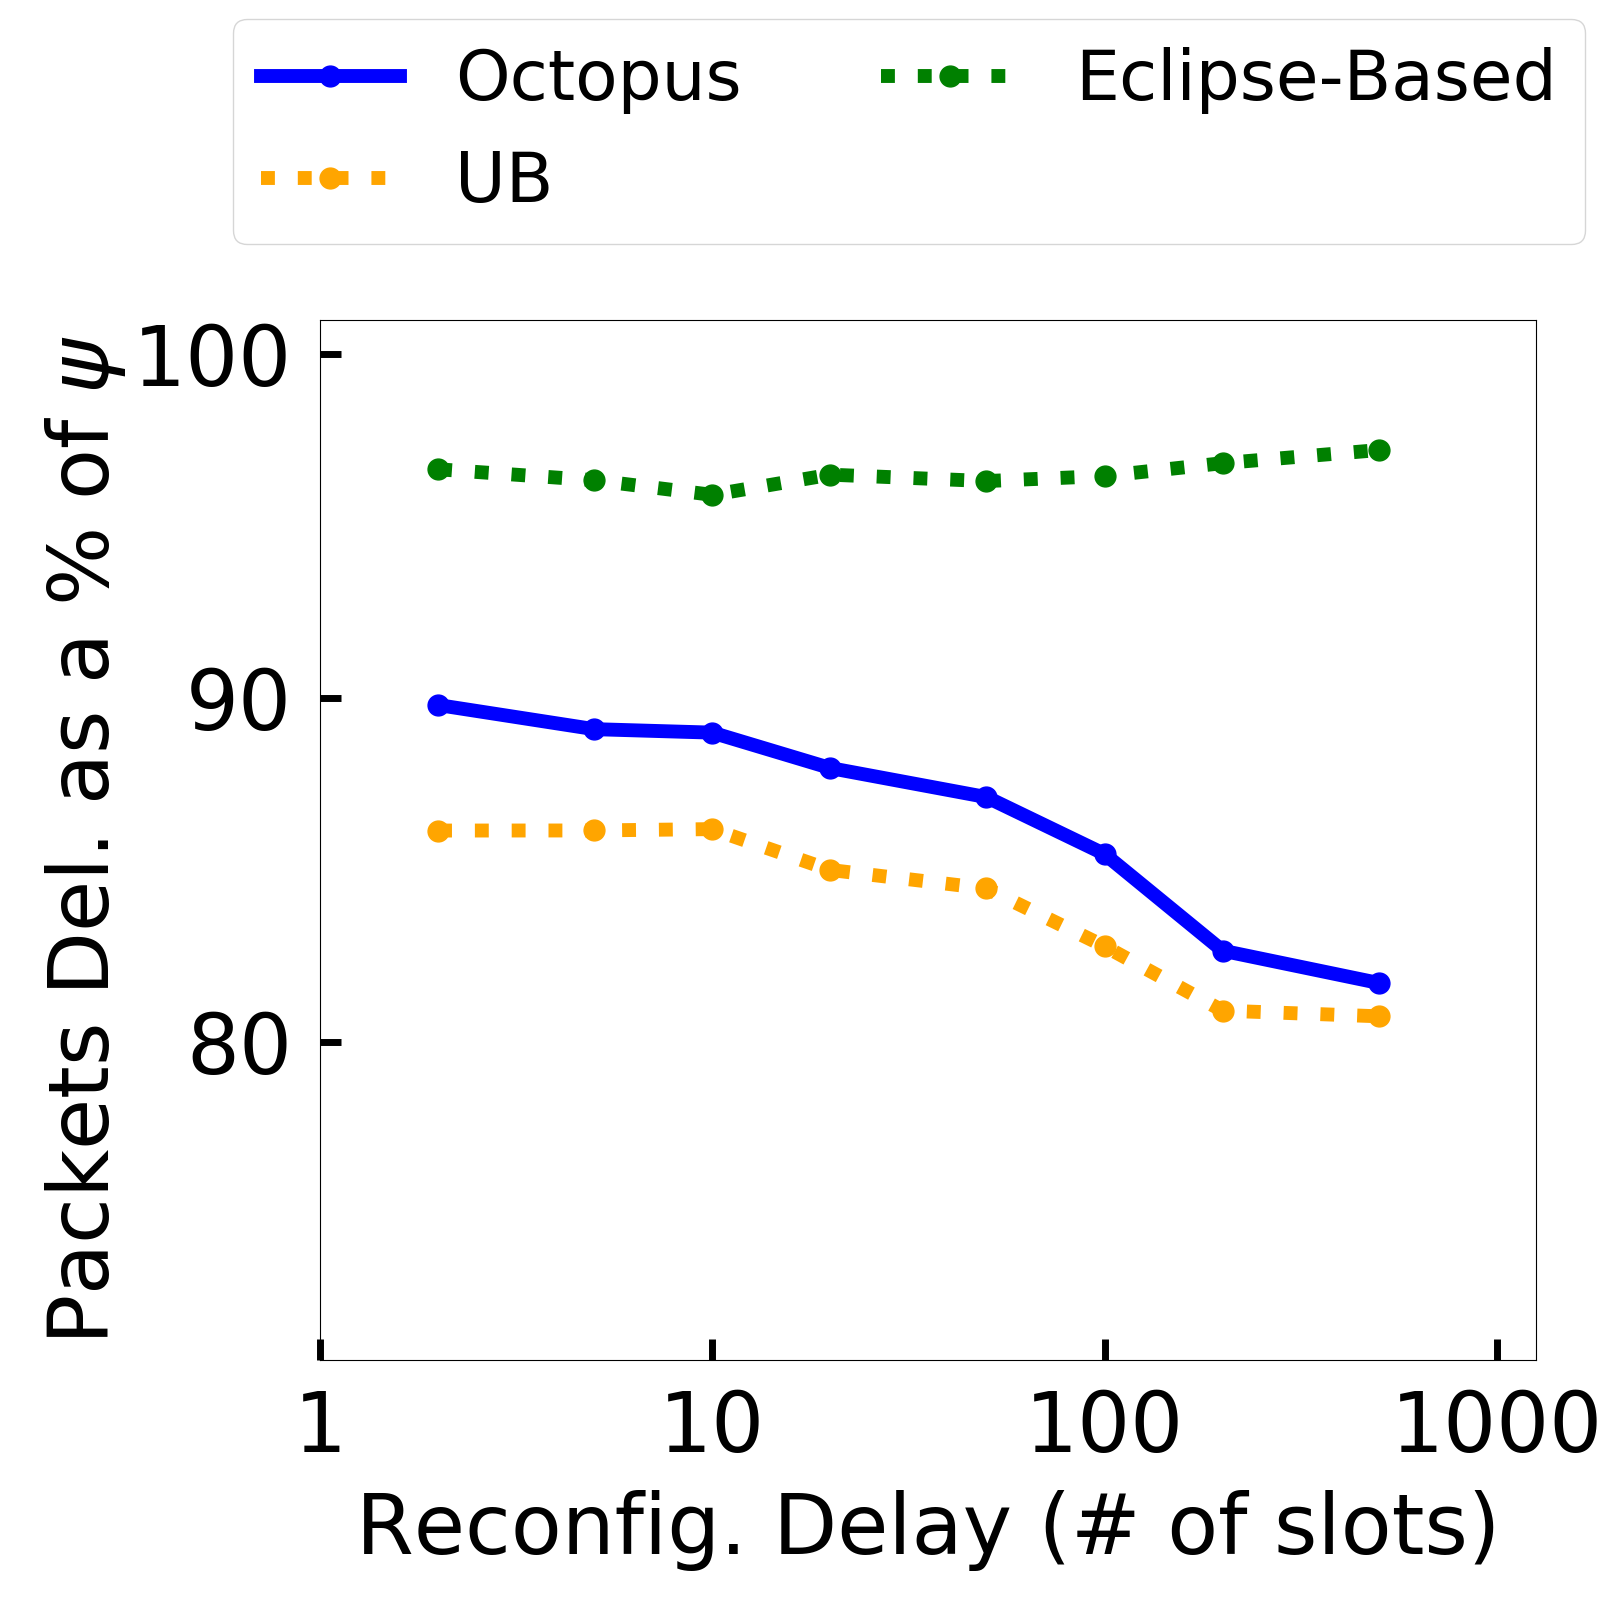 Octopus
Eclipse-Based
UB
Packets Del. as a % of ψ
100
90
80
1
10
100
1000
Reconfig. Delay (# of slots)